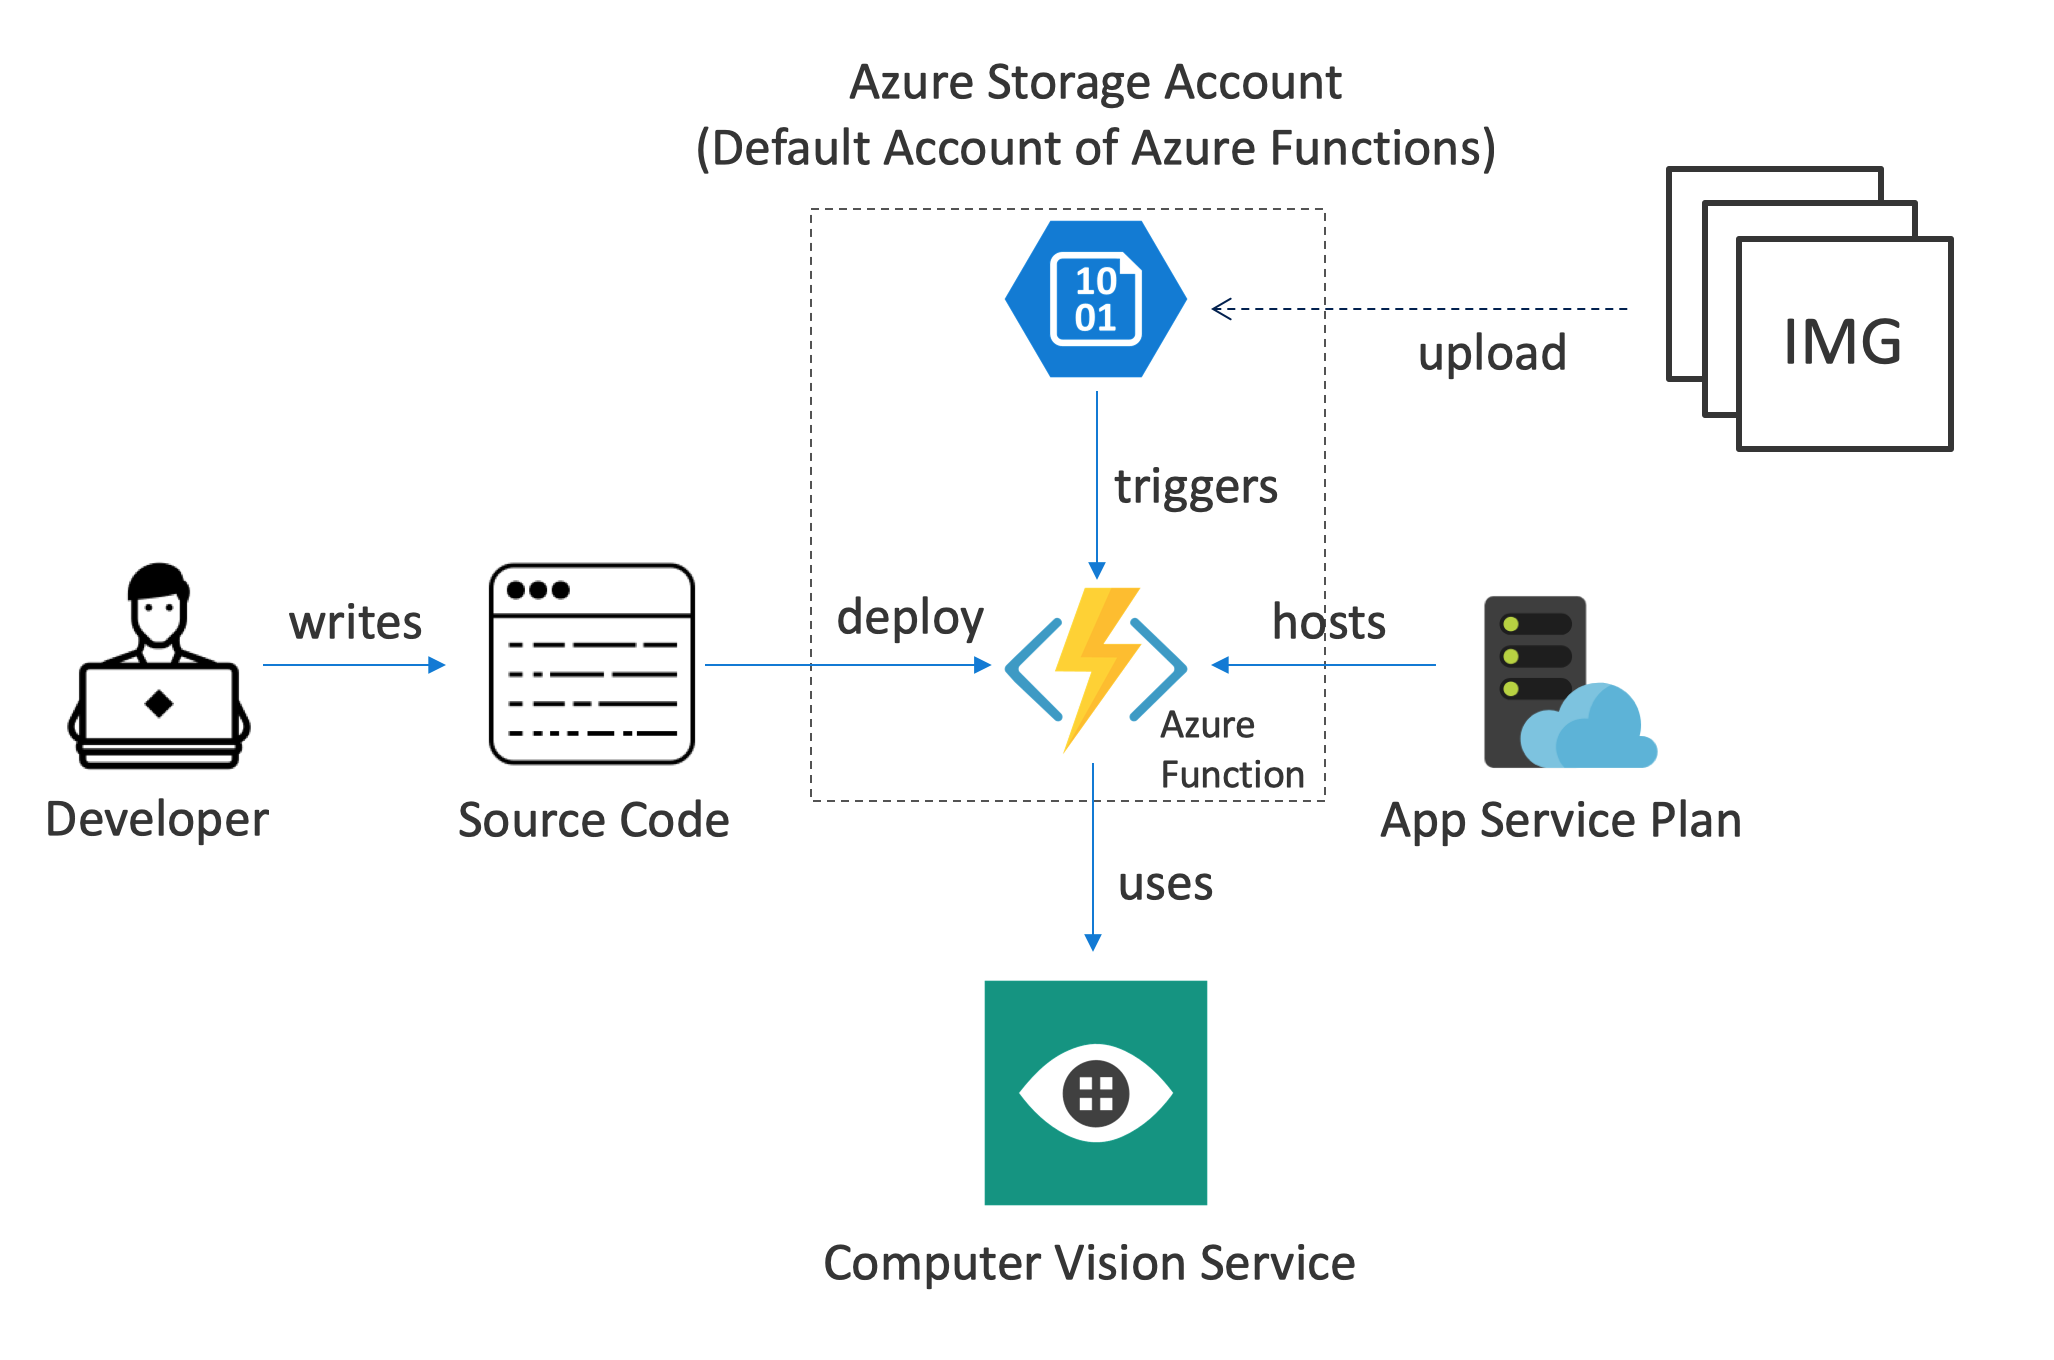 Azure Storage Account
(Default Account of Azure Functions)
10
01
upload
IMG
triggers
writes
deploy
hosts
Azure
Function
Developer
Source Code
App Service Plan
uses
Computer Vision Service